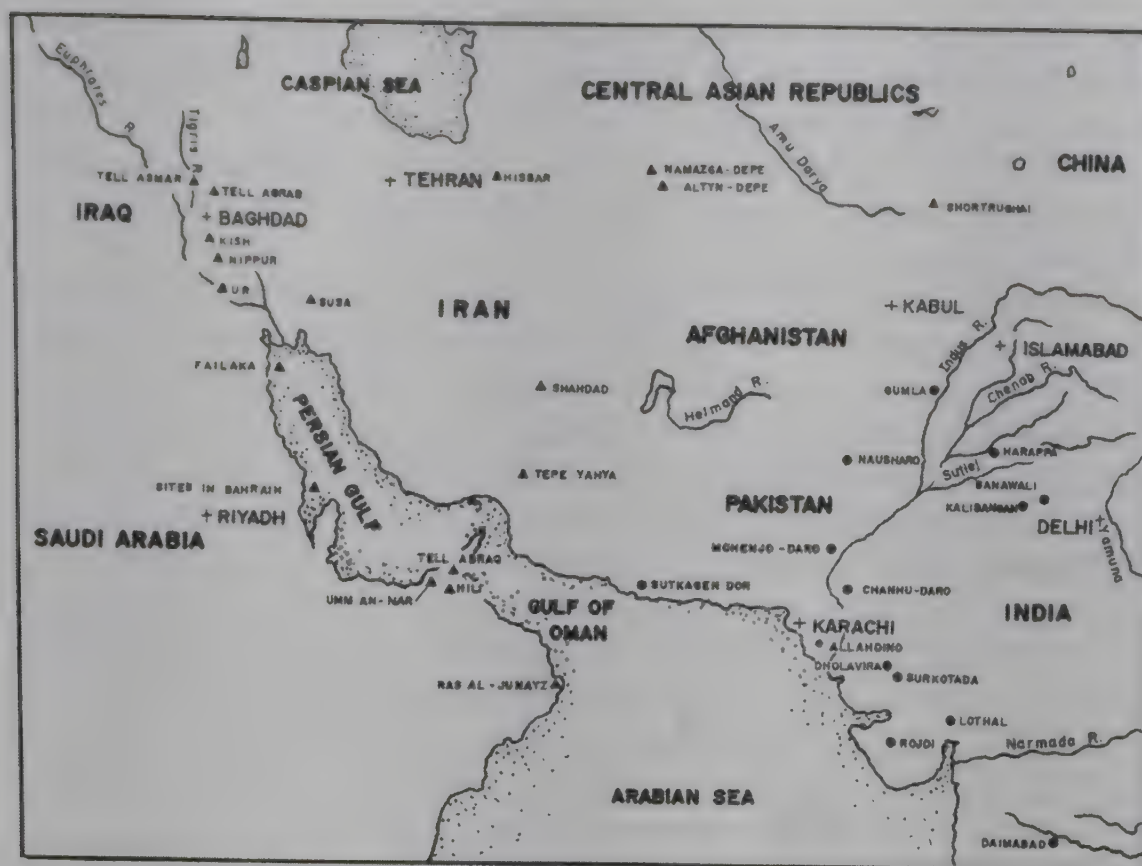 Euphrates R.
CASPIAN SEA
CENTRAL ASIAN REPUBLICS
Tigris R.
Amu Darya
TELL ASMAR
TELL AGRAB
TEHRAN
HISSAR
NAMAZGA-DEPE
ALTYN-DEPE
CHINA
SHORTRUGHAI
IRAQ
BAGHDAD
KISH
NIPPUR
UR
SUSA
IRAN
AFGHANISTAN
KABUL
Indus R.
ISLAMABAD
Chenab R.
FAILAKA
SHAHDAD
Helmand R.
GUMLA
PERSIAN GULF
TEPE YAHYA
NAUSHARO
HARAPPA
Sutlej
BANAWALI
KALIBANGAN
SITES IN BAHRAIN
RIYADH
SAUDI ARABIA
PAKISTAN
DELHI
Yamuna
MOHENJO-DARO
TELL ABRAQ
HILI
UMM AN-NAR
GULF OF
OMAN
SUTKAGEN DOR
CHANHU-DARO
INDIA
KARACHI
ALLAHDINO
DHOLAVIRA
SURKOTADA
RAS AL-JUNAYZ
LOTHAL
ROJDI
Narmada R.
ARABIAN SEA
DAIMABAD